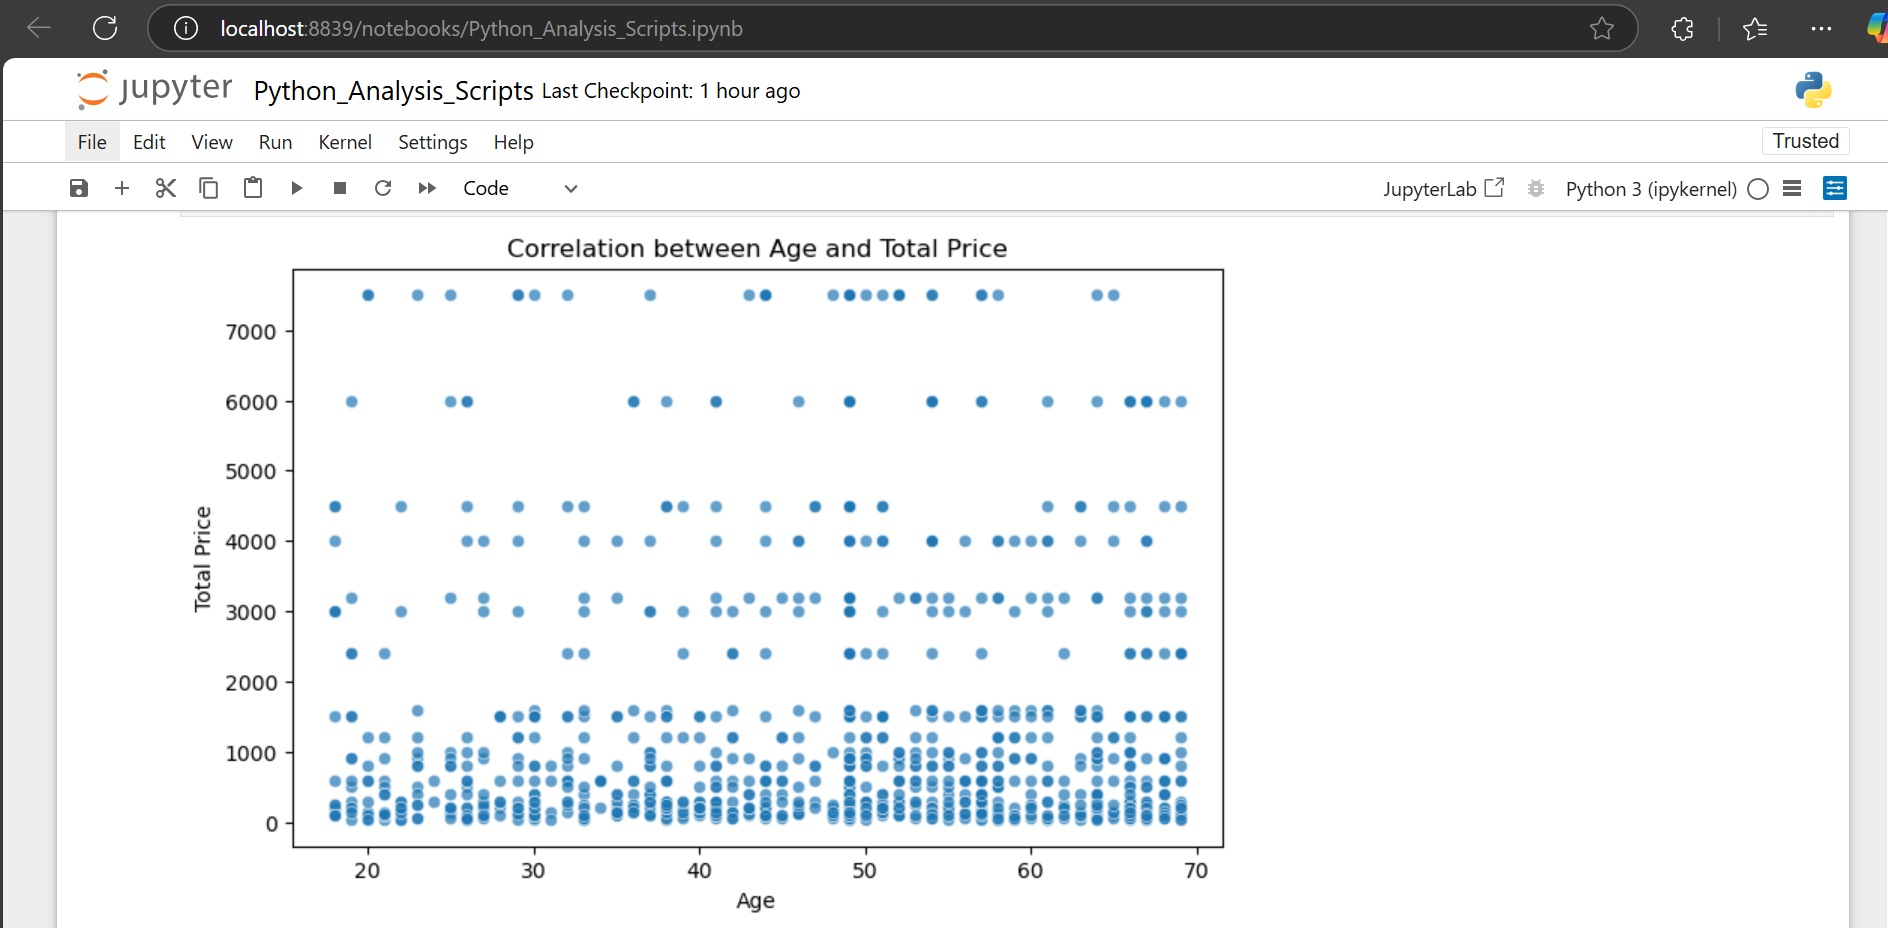 localhost:8839/notebooks/Python_Analysis_Scripts.ipynb
jupyter Python_Analysis_Scripts Last Checkpoint: 1 hour ago
File Edit View Run Kernel Settings Help Trusted
Code JupyterLab Python 3 (ipykernel)
Correlation between Age and Total Price
7000
6000
5000
4000
3000
2000
1000
0
Total Price
20 30 40 50 60 70
Age